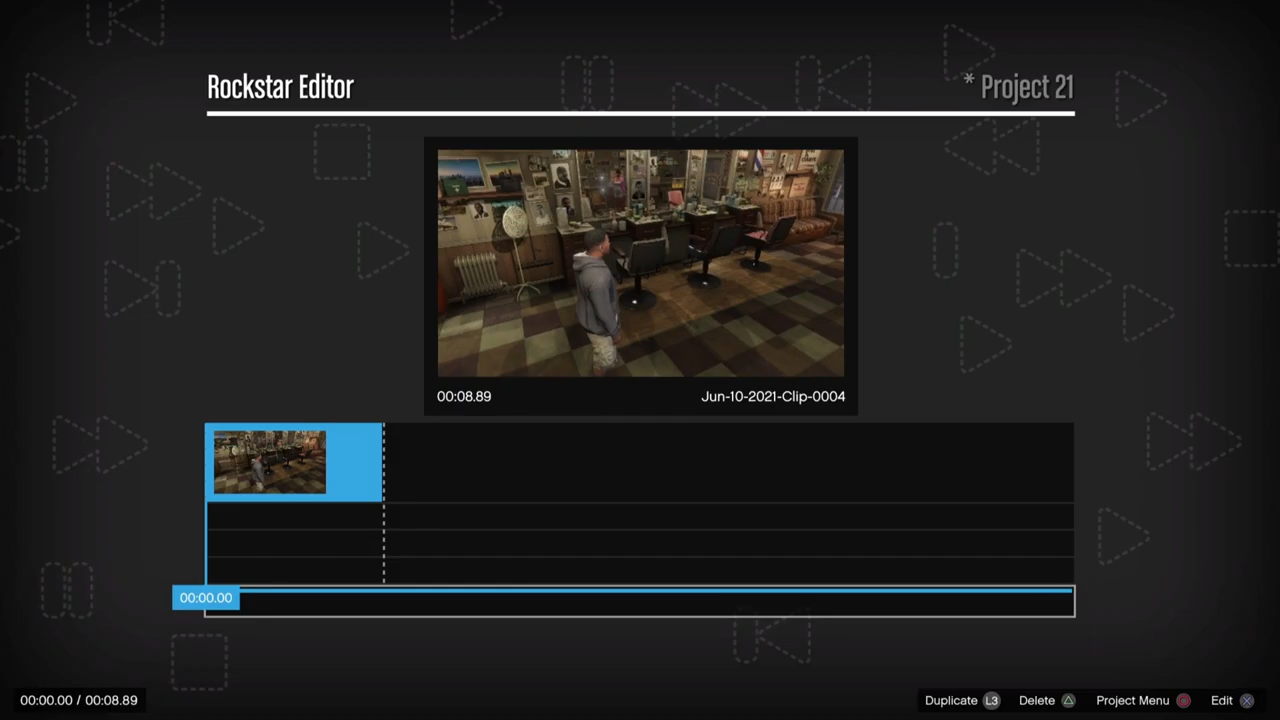 Rockstar Editor
* Project 21
00:08.89
Jun-10-2021-Clip-0004
00:00.00
00:00.00 / 00:08.89
Duplicate L3 Delete Project Menu Edit